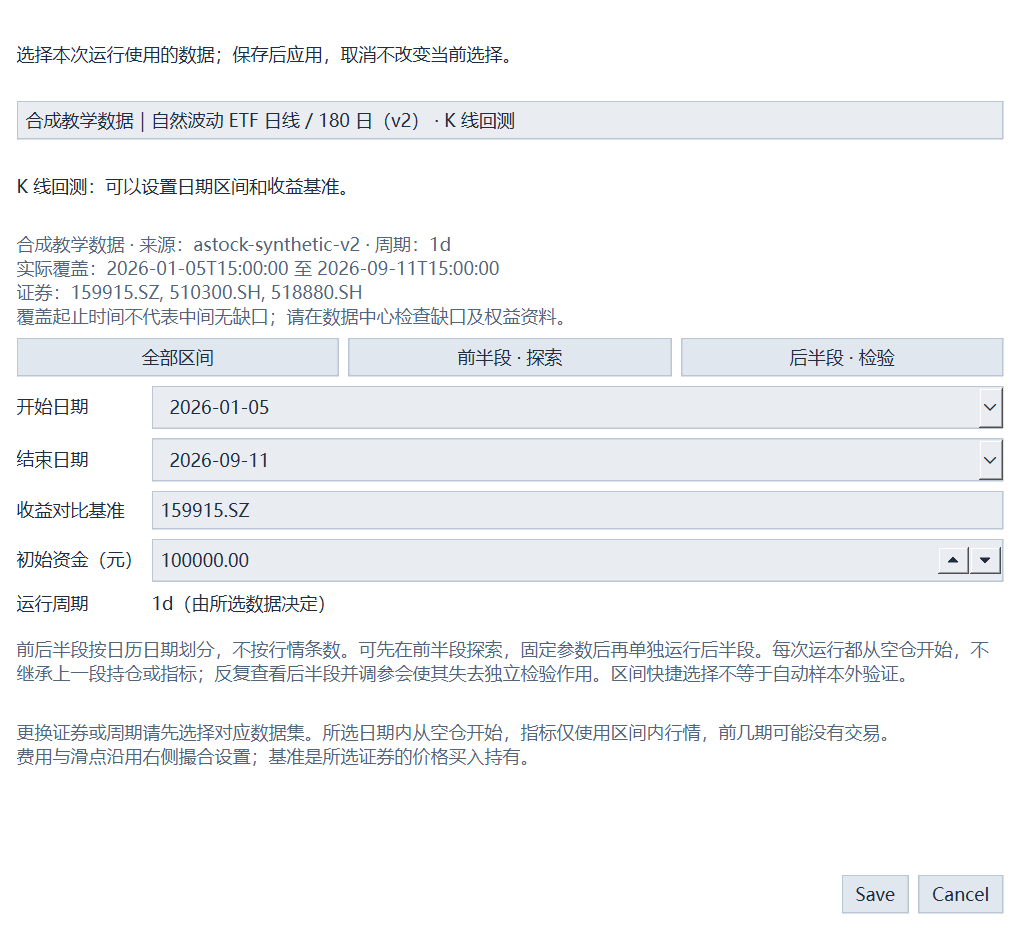 选择本次运行使用的数据；保存后应用，取消不改变当前选择。
合成教学数据 | 自然波动 ETF 日线 / 180 日（v2） · K 线回测
K 线回测：可以设置日期区间和收益基准。
合成教学数据 · 来源：astock-synthetic-v2 · 周期：1d
实际覆盖：2026-01-05T15:00:00 至 2026-09-11T15:00:00
证券：159915.SZ, 510300.SH, 518880.SH
覆盖起止时间不代表中间无缺口；请在数据中心检查缺口及权益资料。
全部区间 前半段 · 探索 后半段 · 检验
开始日期 2026-01-05
结束日期 2026-09-11
收益对比基准 159915.SZ
初始资金（元） 100000.00
运行周期 1d（由所选数据决定）
前后半段按日历日期划分，不按行情条数。可先在前半段探索，固定参数后再单独运行后半段。每次运行都从空仓开始，不
继承上一段持仓或指标；反复查看后半段并调参会使其失去独立检验作用。区间快捷选择不等于自动样本外验证。
更换证券或周期请先选择对应数据集。所选日期内从空仓开始，指标仅使用区间内行情，前几期可能没有交易。
费用与滑点沿用右侧撮合设置；基准是所选证券的价格买入持有。
Save Cancel